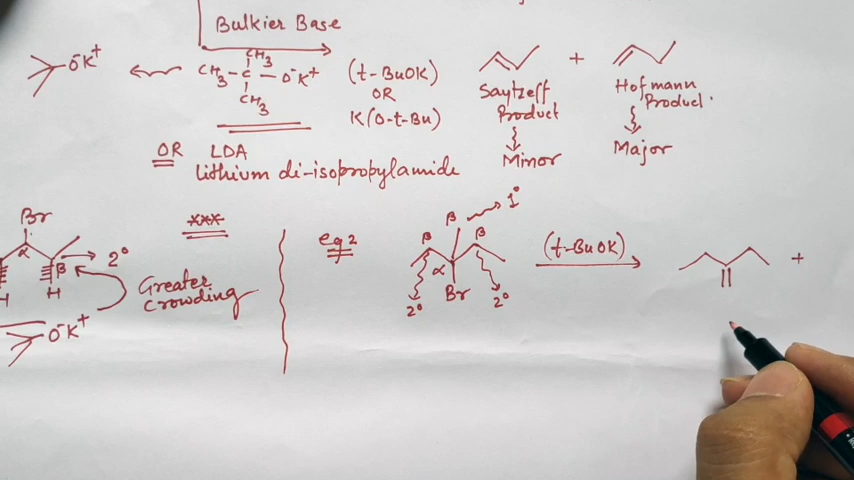 Bulkier Base
CH3
CH3-C-O⁻K⁺ (t-BuOK)
CH3
OR
K(O-t-Bu)
O⁻K⁺
+
Saytzeff Product
Minor
Hofmann Product.
Major
OR LDA
Lithium di-isopropylamide
Br
α
β
H
H
2°
Greater
Crowding
O⁻K⁺
xxx
eg 2
β
β
β
α
Br
1°
2°
2°
(t-BuOK)
+